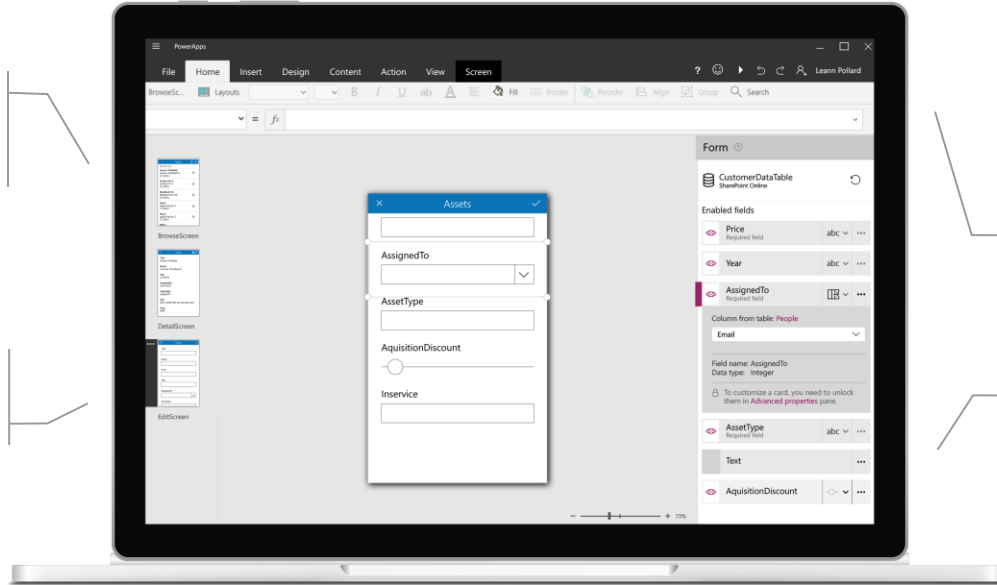 PowerApps
File Home Insert Design Content Action View Screen ? Leann Pollard
BrowseSc... Layouts B I U ab A Fill Border Reorder Align Group Search
= fx
Form
CustomerDataTable
SharePoint Online
Enabled fields
Price
Required field
abc
Year
abc
AssignedTo
Required field
Column from table: People
Email
Field name: AssignedTo
Data type: Integer
To customize a card, you need to unlock
them in Advanced properties pane.
AssetType
Required field
abc
Text
AquisitionDiscount
BrowseScreen
DetailScreen
EditScreen
Assets
AssignedTo
AssetType
AquisitionDiscount
Inservice
70%